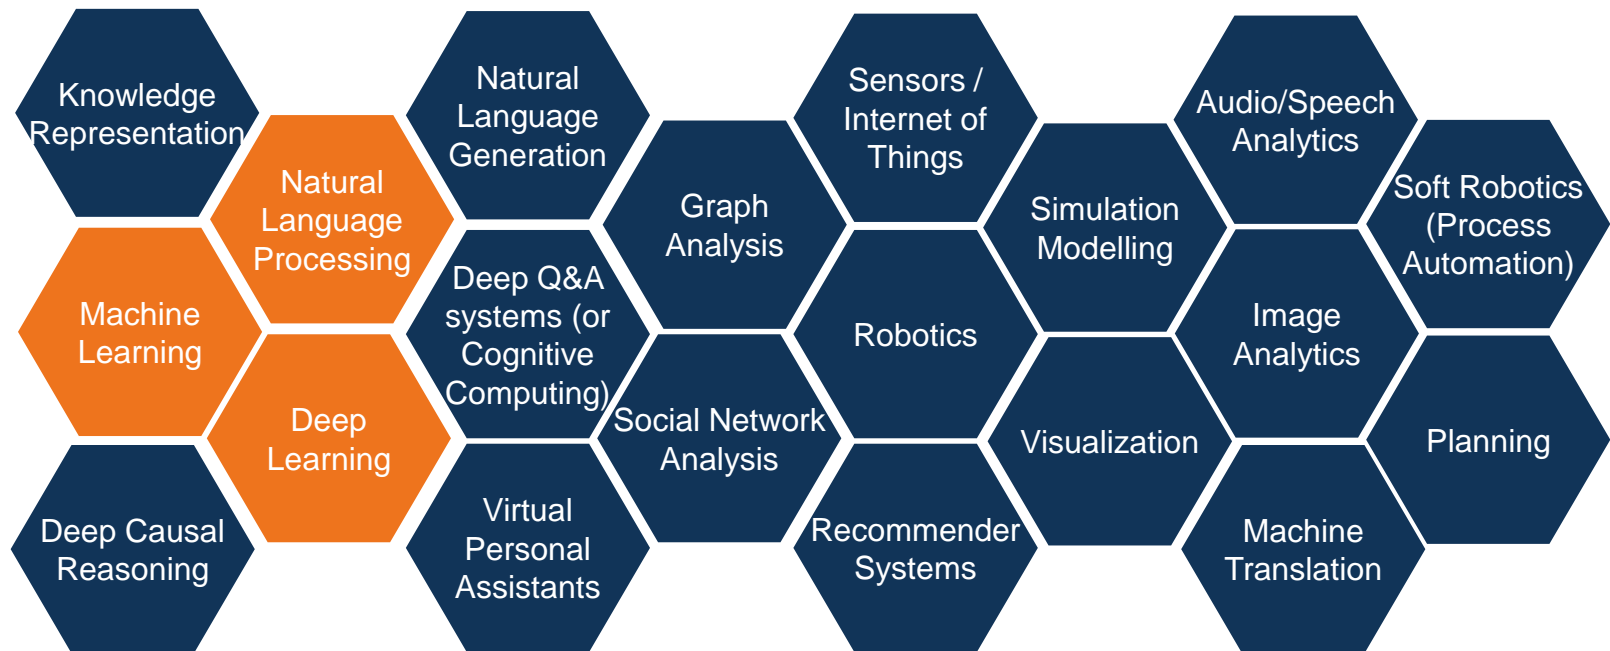 Knowledge
Representation
Natural
Language
Processing
Machine
Learning
Deep
Learning
Deep Causal
Reasoning
Natural
Language
Generation
Deep Q&A
systems (or
Cognitive
Computing)
Virtual
Personal
Assistants
Graph
Analysis
Social Network
Analysis
Sensors /
Internet of
Things
Robotics
Recommender
Systems
Simulation
Modelling
Visualization
Audio/Speech
Analytics
Image
Analytics
Machine
Translation
Soft Robotics
(Process
Automation)
Planning